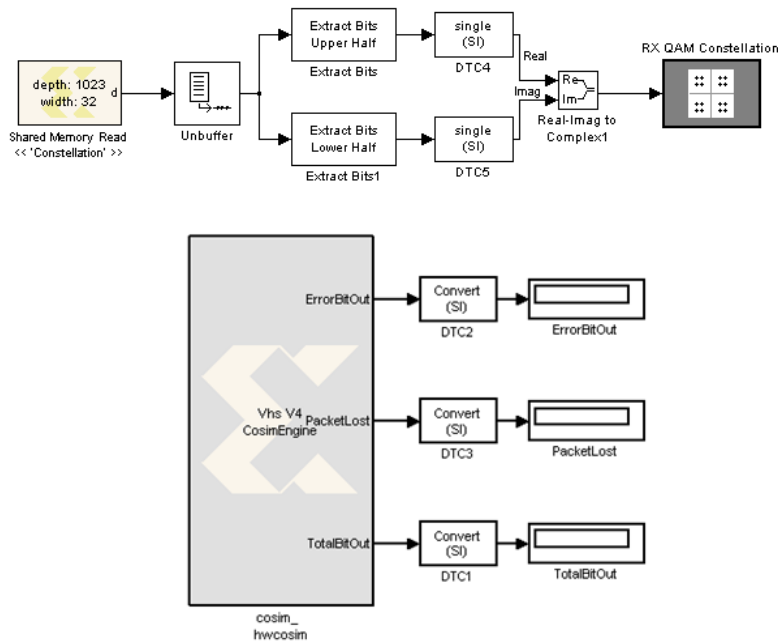 depth: 1023
width: 32
d
Shared Memory Read
<< 'Constellation' >>
Unbuffer
Extract Bits
Upper Half
Extract Bits
Extract Bits
Lower Half
Extract Bits1
single
(SI)
DTC4
single
(SI)
DTC5
Real
Imag
Re
Im
Real-Imag to
Complex1
RX QAM Constellation
ErrorBitOut
Convert
(SI)
DTC2
ErrorBitOut
Vhs V4
CosimEngine
PacketLost
Convert
(SI)
DTC3
PacketLost
TotalBitOut
Convert
(SI)
DTC1
TotalBitOut
cosim_
hwcosim